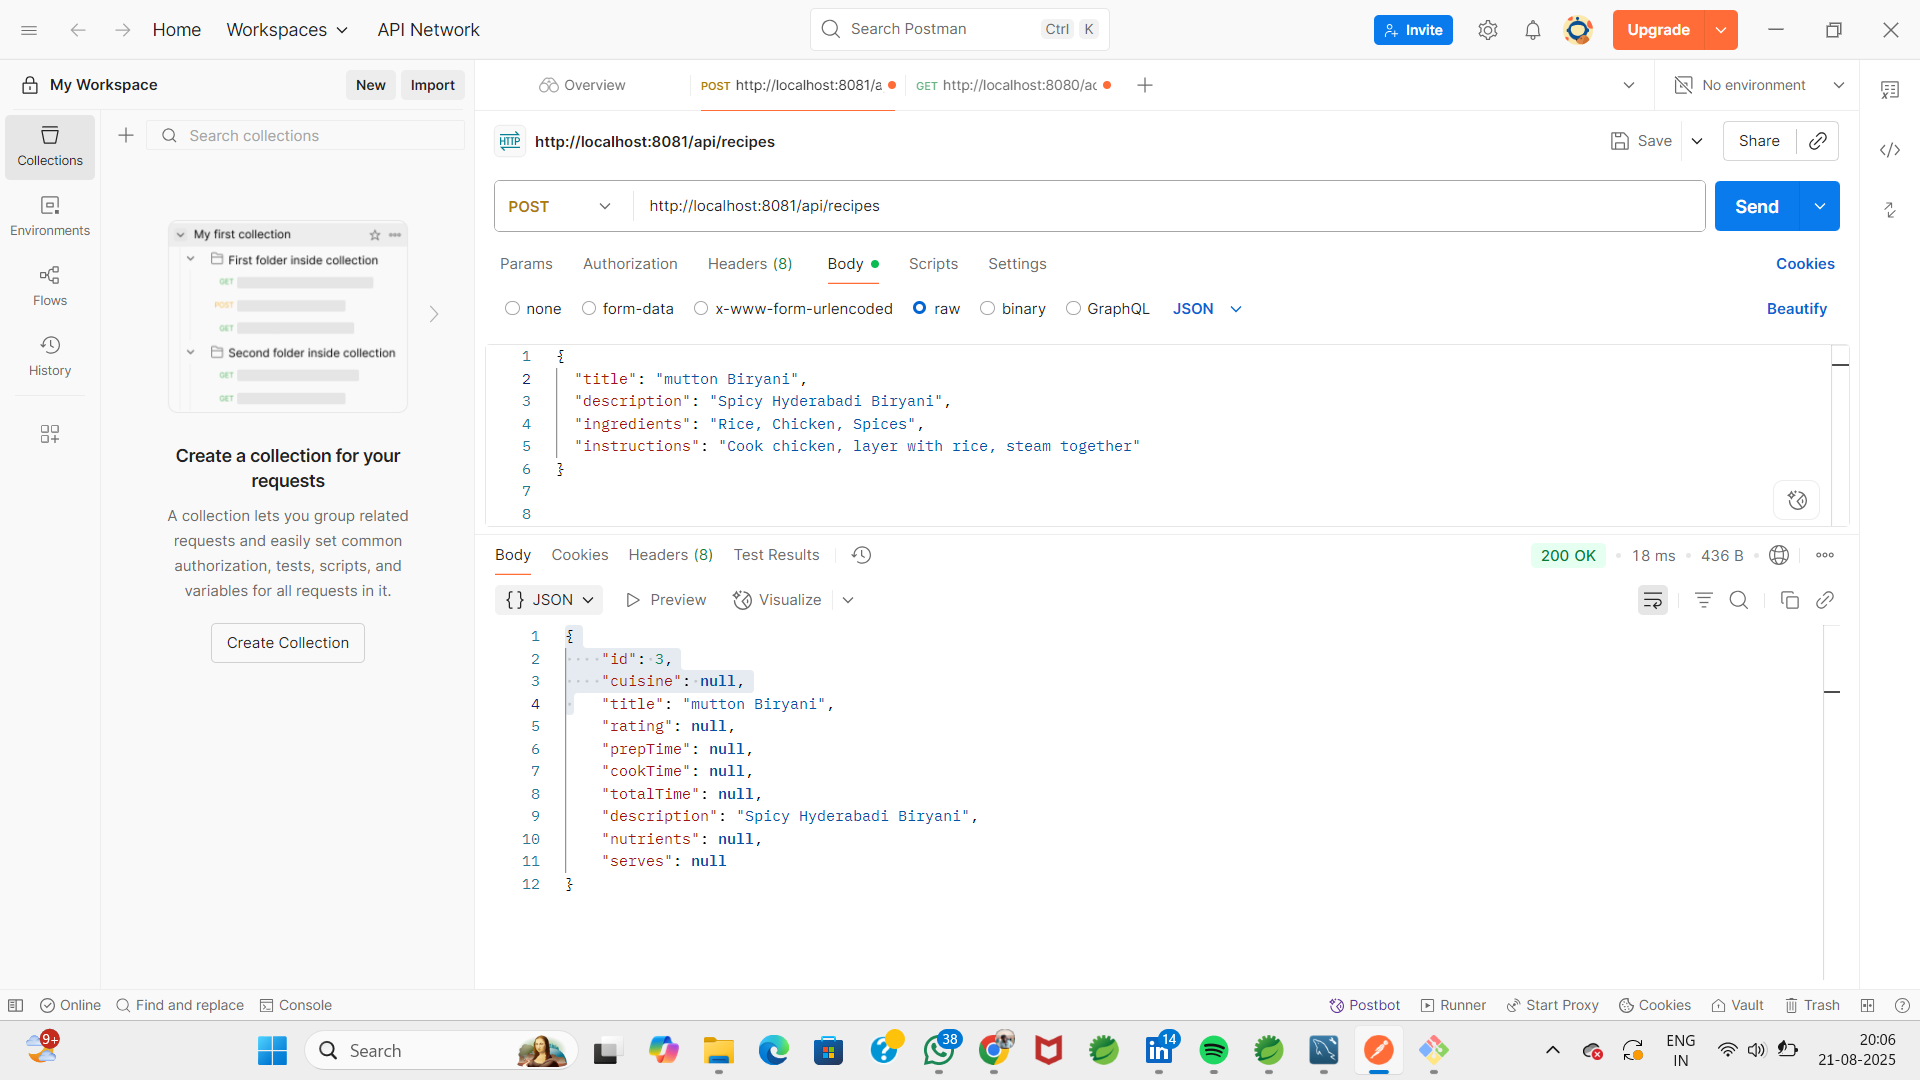 Home
Workspaces
API Network
Search Postman
Ctrl K
Invite
Upgrade
My Workspace
New
Import
Overview
POST http://localhost:8081/a
GET http://localhost:8080/ac
No environment
Collections
Environments
Flows
History
Search collections
My first collection
First folder inside collection
GET
POST
GET
Second folder inside collection
GET
GET
Create a collection for your
requests
A collection lets you group related
requests and easily set common
authorization, tests, scripts, and
variables for all requests in it.
Create Collection
HTTP
http://localhost:8081/api/recipes
Save
Share
POST
http://localhost:8081/api/recipes
Send
Params
Authorization
Headers (8)
Body
Scripts
Settings
Cookies
none
form-data
x-www-form-urlencoded
raw
binary
GraphQL
JSON
Beautify
1 {
2 "title": "mutton Biryani",
3 "description": "Spicy Hyderabadi Biryani",
4 "ingredients": "Rice, Chicken, Spices",
5 "instructions": "Cook chicken, layer with rice, steam together"
6 }
7
8
Body
Cookies
Headers (8)
Test Results
200 OK
18 ms
436 B
{} JSON
Preview
Visualize
1 {
2 "id": 3,
3 "cuisine": null,
4 "title": "mutton Biryani",
5 "rating": null,
6 "prepTime": null,
7 "cookTime": null,
8 "totalTime": null,
9 "description": "Spicy Hyderabadi Biryani",
10 "nutrients": null,
11 "serves": null
12 }
Online
Find and replace
Console
Postbot
Runner
Start Proxy
Cookies
Vault
Trash
9+
Search
38
14
ENG
IN
20:06
21-08-2025